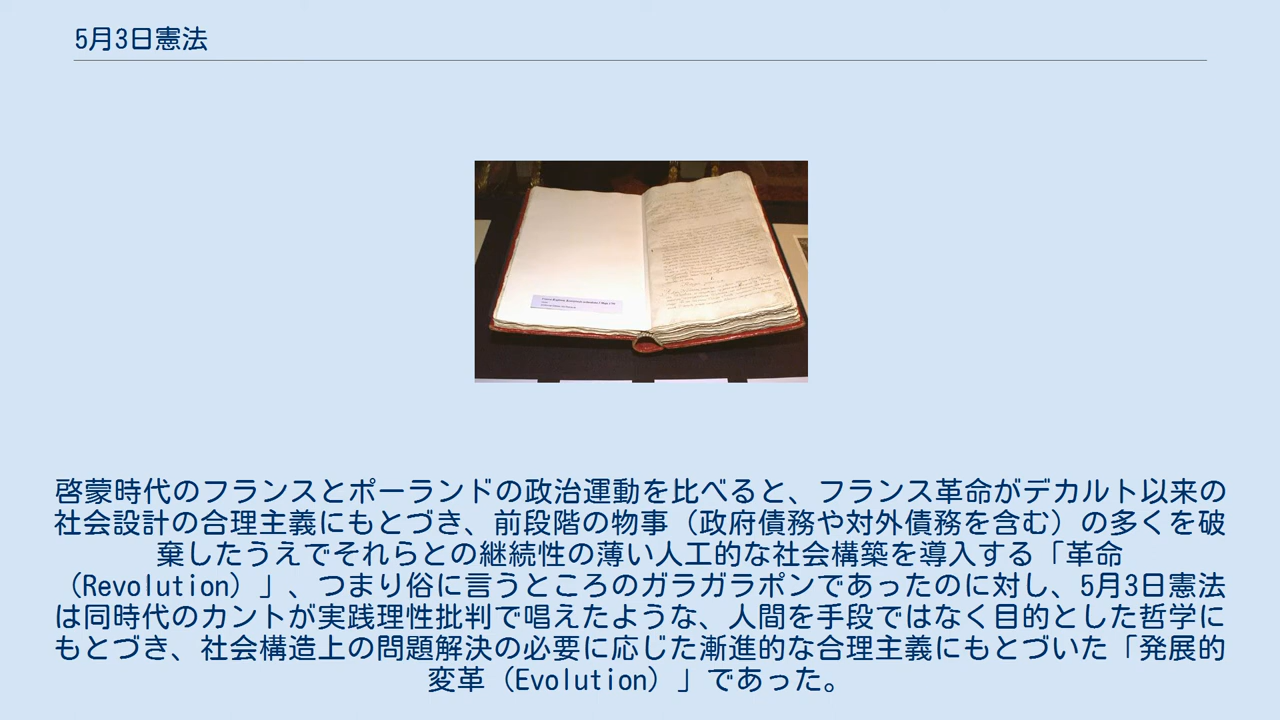 5月3日憲法
啓蒙時代のフランスとポーランドの政治運動を比べると、フランス革命がデカルト以来の
社会設計の合理主義にもとづき、前段階の物事（政府債務や対外債務を含む）の多くを破
棄したうえでそれらとの継続性の薄い人工的な社会構築を導入する「革命
（Revolution）」、つまり俗に言うところのガラガラポンであったのに対し、5月3日憲法
は同時代のカントが実践理性批判で唱えたような、人間を手段ではなく目的とした哲学に
もとづき、社会構造上の問題解決の必要に応じた漸進的な合理主義にもとづいた「発展的
変革（Evolution）」であった。